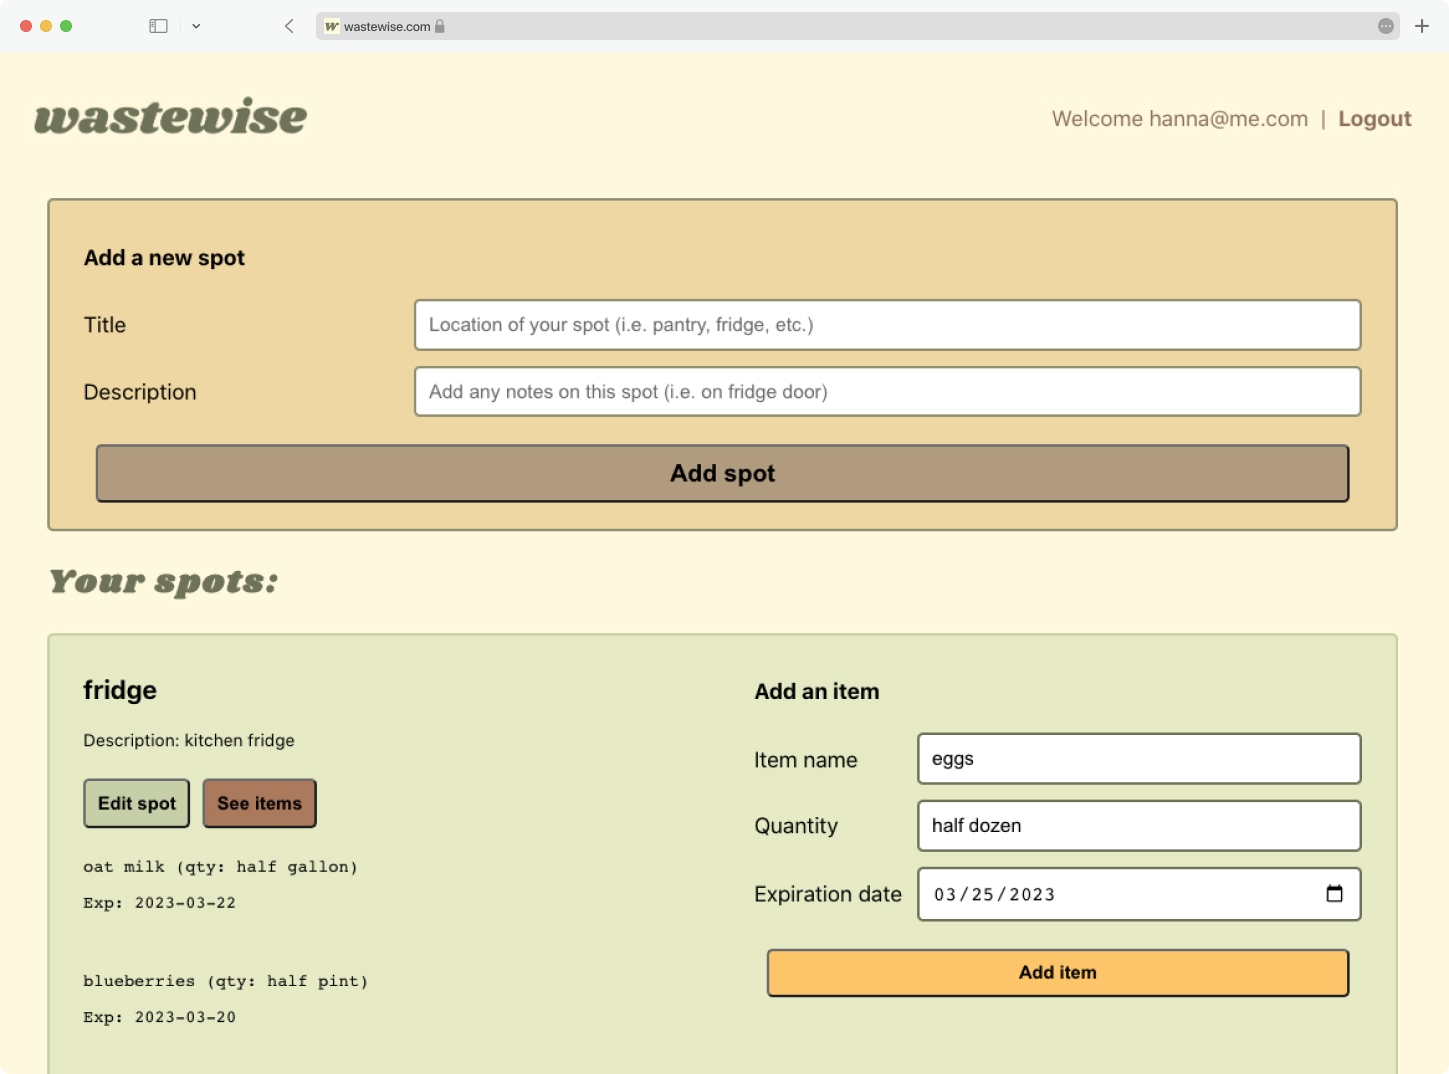 w wastewise.com
wastewise
Welcome hanna@me.com | Logout
Add a new spot
Title
Location of your spot (i.e. pantry, fridge, etc.)
Description
Add any notes on this spot (i.e. on fridge door)
Add spot
Your spots:
fridge
Description: kitchen fridge
Edit spot See items
oat milk (qty: half gallon)
Exp: 2023-03-22
blueberries (qty: half pint)
Exp: 2023-03-20
Add an item
Item name eggs
Quantity half dozen
Expiration date 03/25/2023
Add item